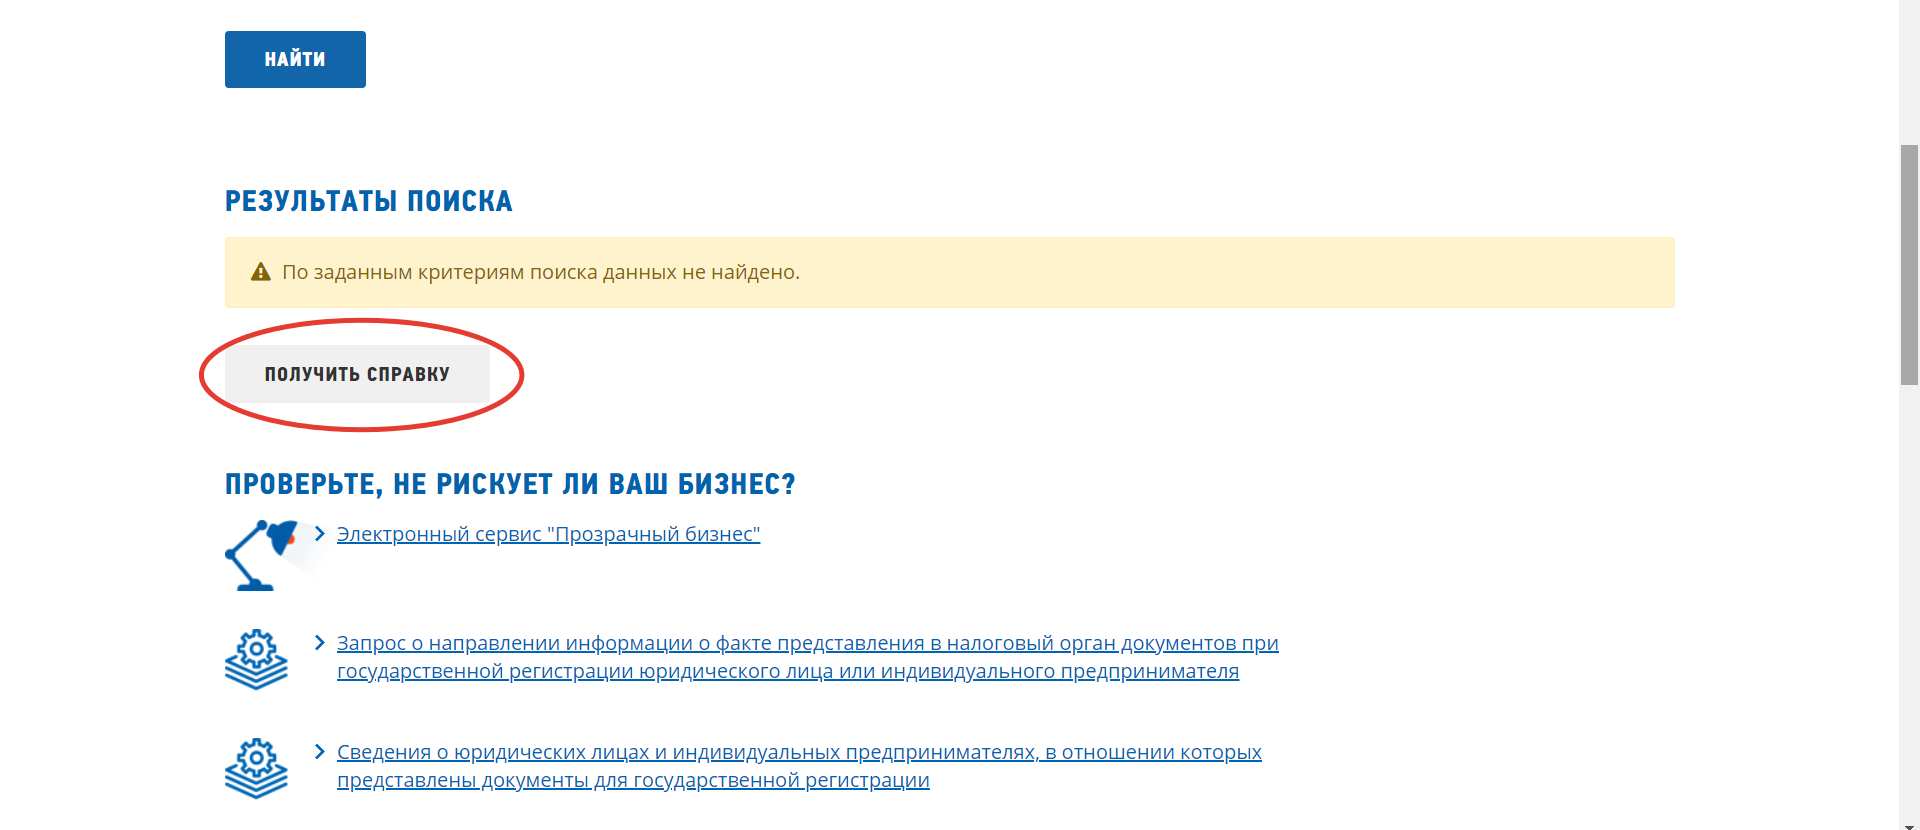 НАЙТИ
РЕЗУЛЬТАТЫ ПОИСКА
По заданным критериям поиска данных не найдено.
ПОЛУЧИТЬ СПРАВКУ
ПРОВЕРЬТЕ, НЕ РИСКУЕТ ЛИ ВАШ БИЗНЕС?
Электронный сервис "Прозрачный бизнес"
Запрос о направлении информации о факте представления в налоговый орган документов при
государственной регистрации юридического лица или индивидуального предпринимателя
Сведения о юридических лицах и индивидуальных предпринимателях, в отношении которых
представлены документы для государственной регистрации